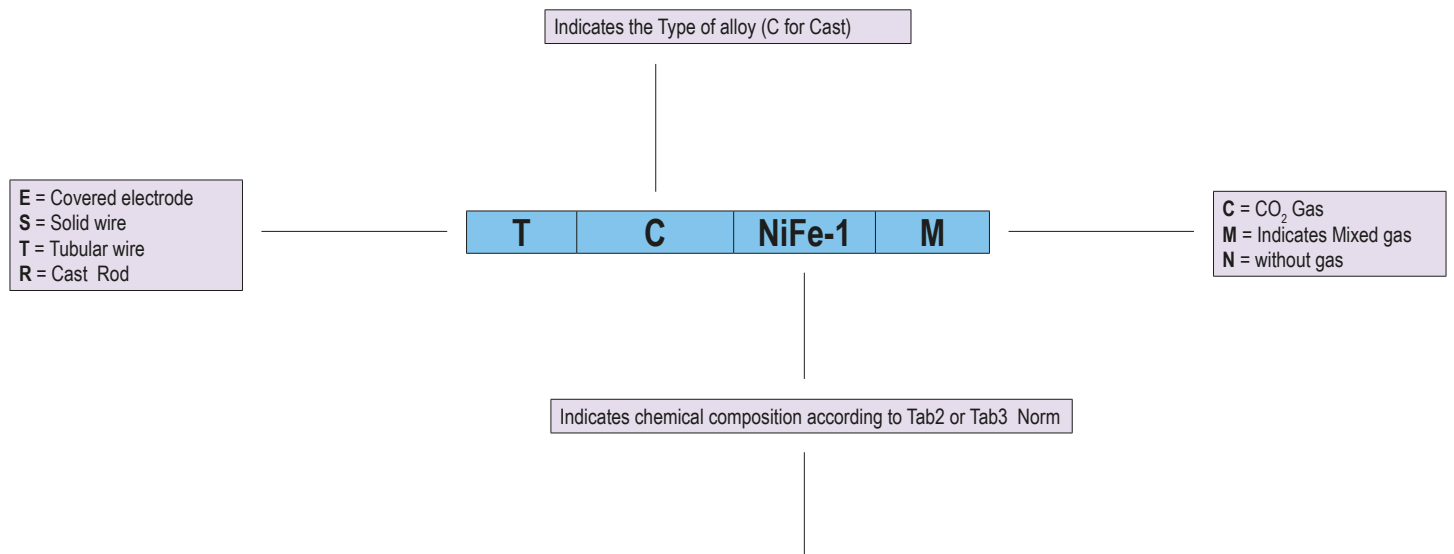 Indicates the Type of alloy (C for Cast)
E = Covered electrode
S = Solid wire
T = Tubular wire
R = Cast Rod
T C NiFe-1 M
C = CO₂ Gas
M = Indicates Mixed gas
N = without gas
Indicates chemical composition according to Tab2 or Tab3 Norm